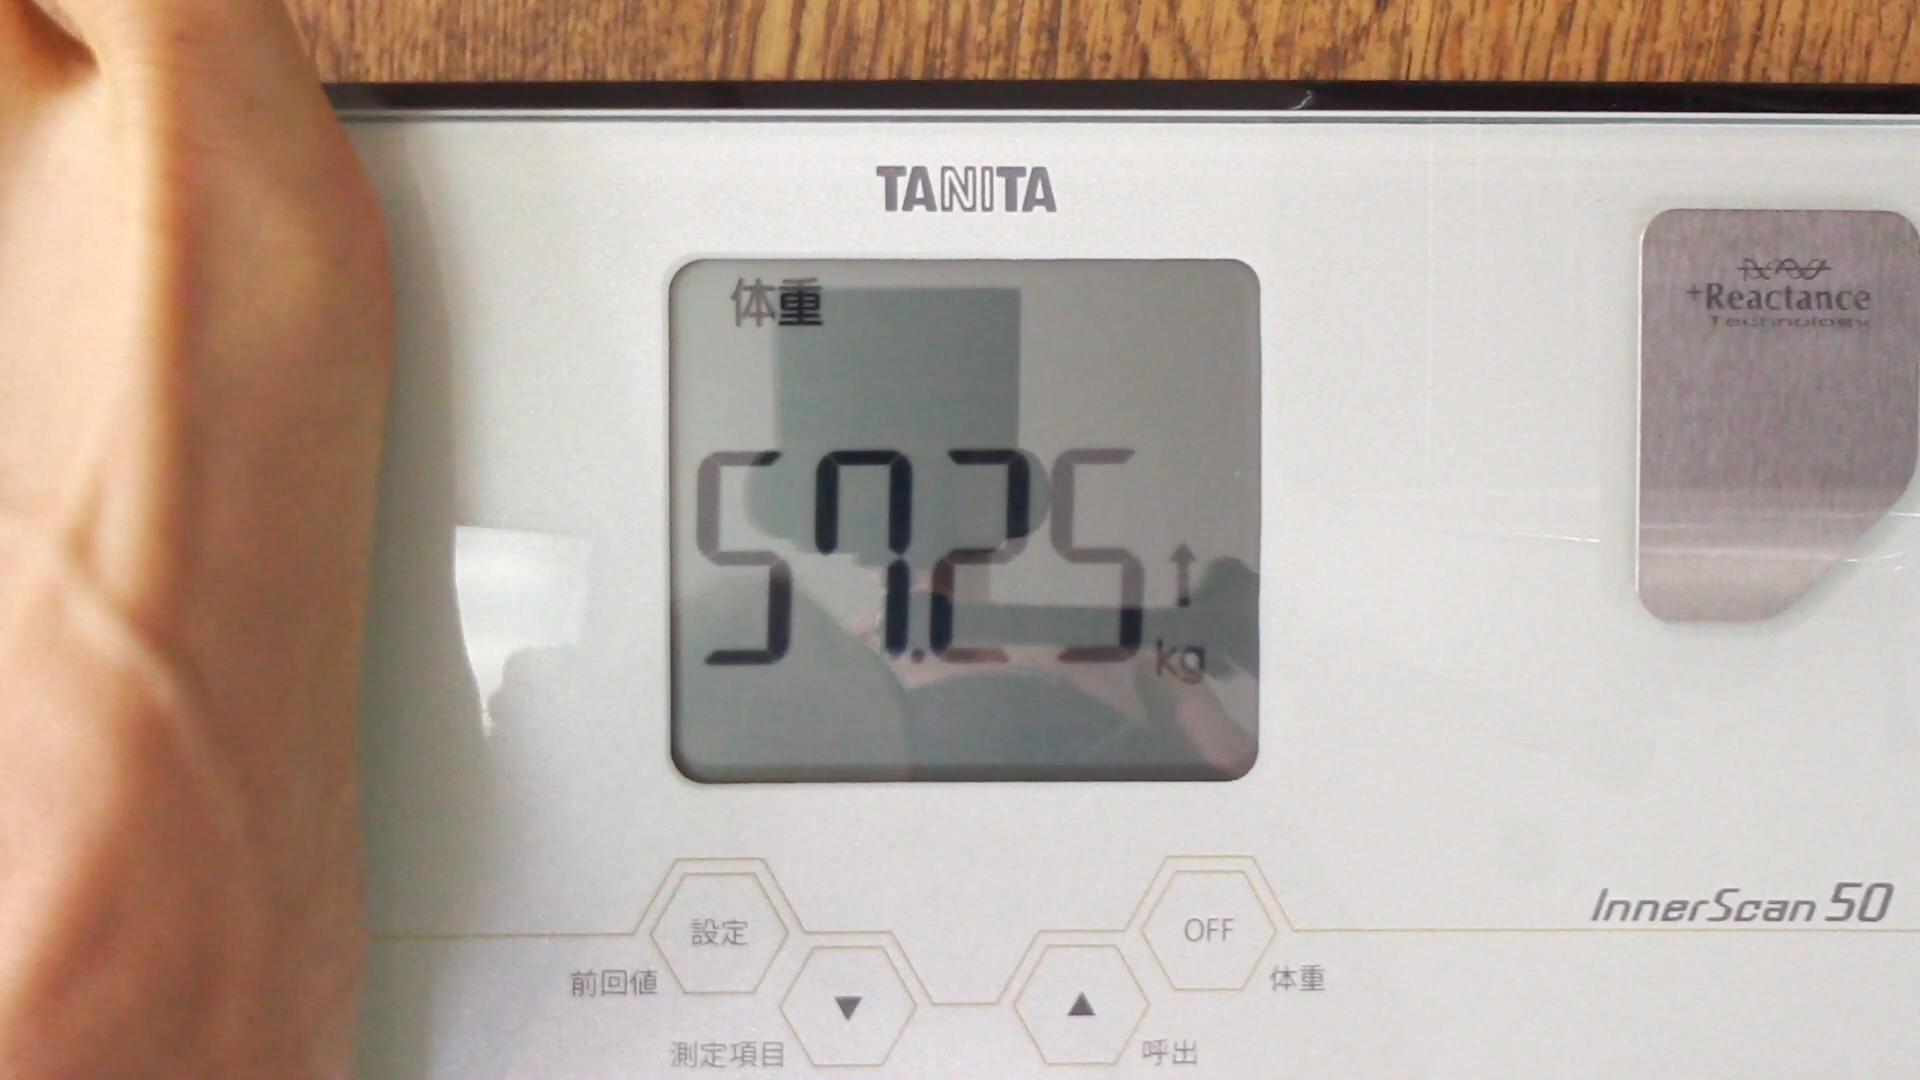 TANITA
体重
57.25 ↑
kg
+Reactance
Technology
InnerScan 50
設定
OFF
前回値
体重
▼
▲
測定項目
呼出